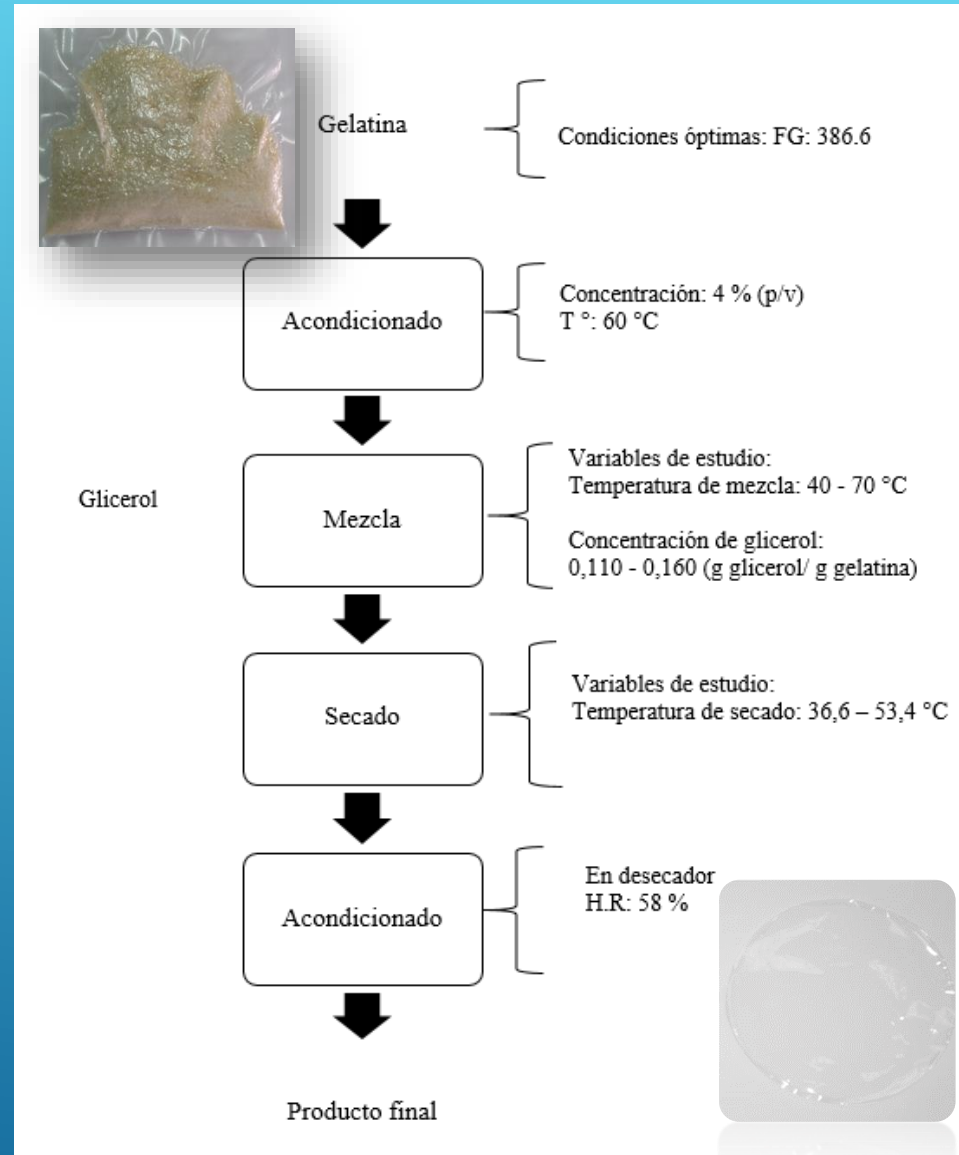 Gelatina
Condiciones óptimas: FG: 386.6
Acondicionado
Concentración: 4 % (p/v)
T °: 60 °C
Glicerol
Mezcla
Variables de estudio:
Temperatura de mezcla: 40 - 70 °C
Concentración de glicerol:
0,110 - 0,160 (g glicerol/ g gelatina)
Secado
Variables de estudio:
Temperatura de secado: 36,6 – 53,4 °C
Acondicionado
En desecador
H.R: 58 %
Producto final